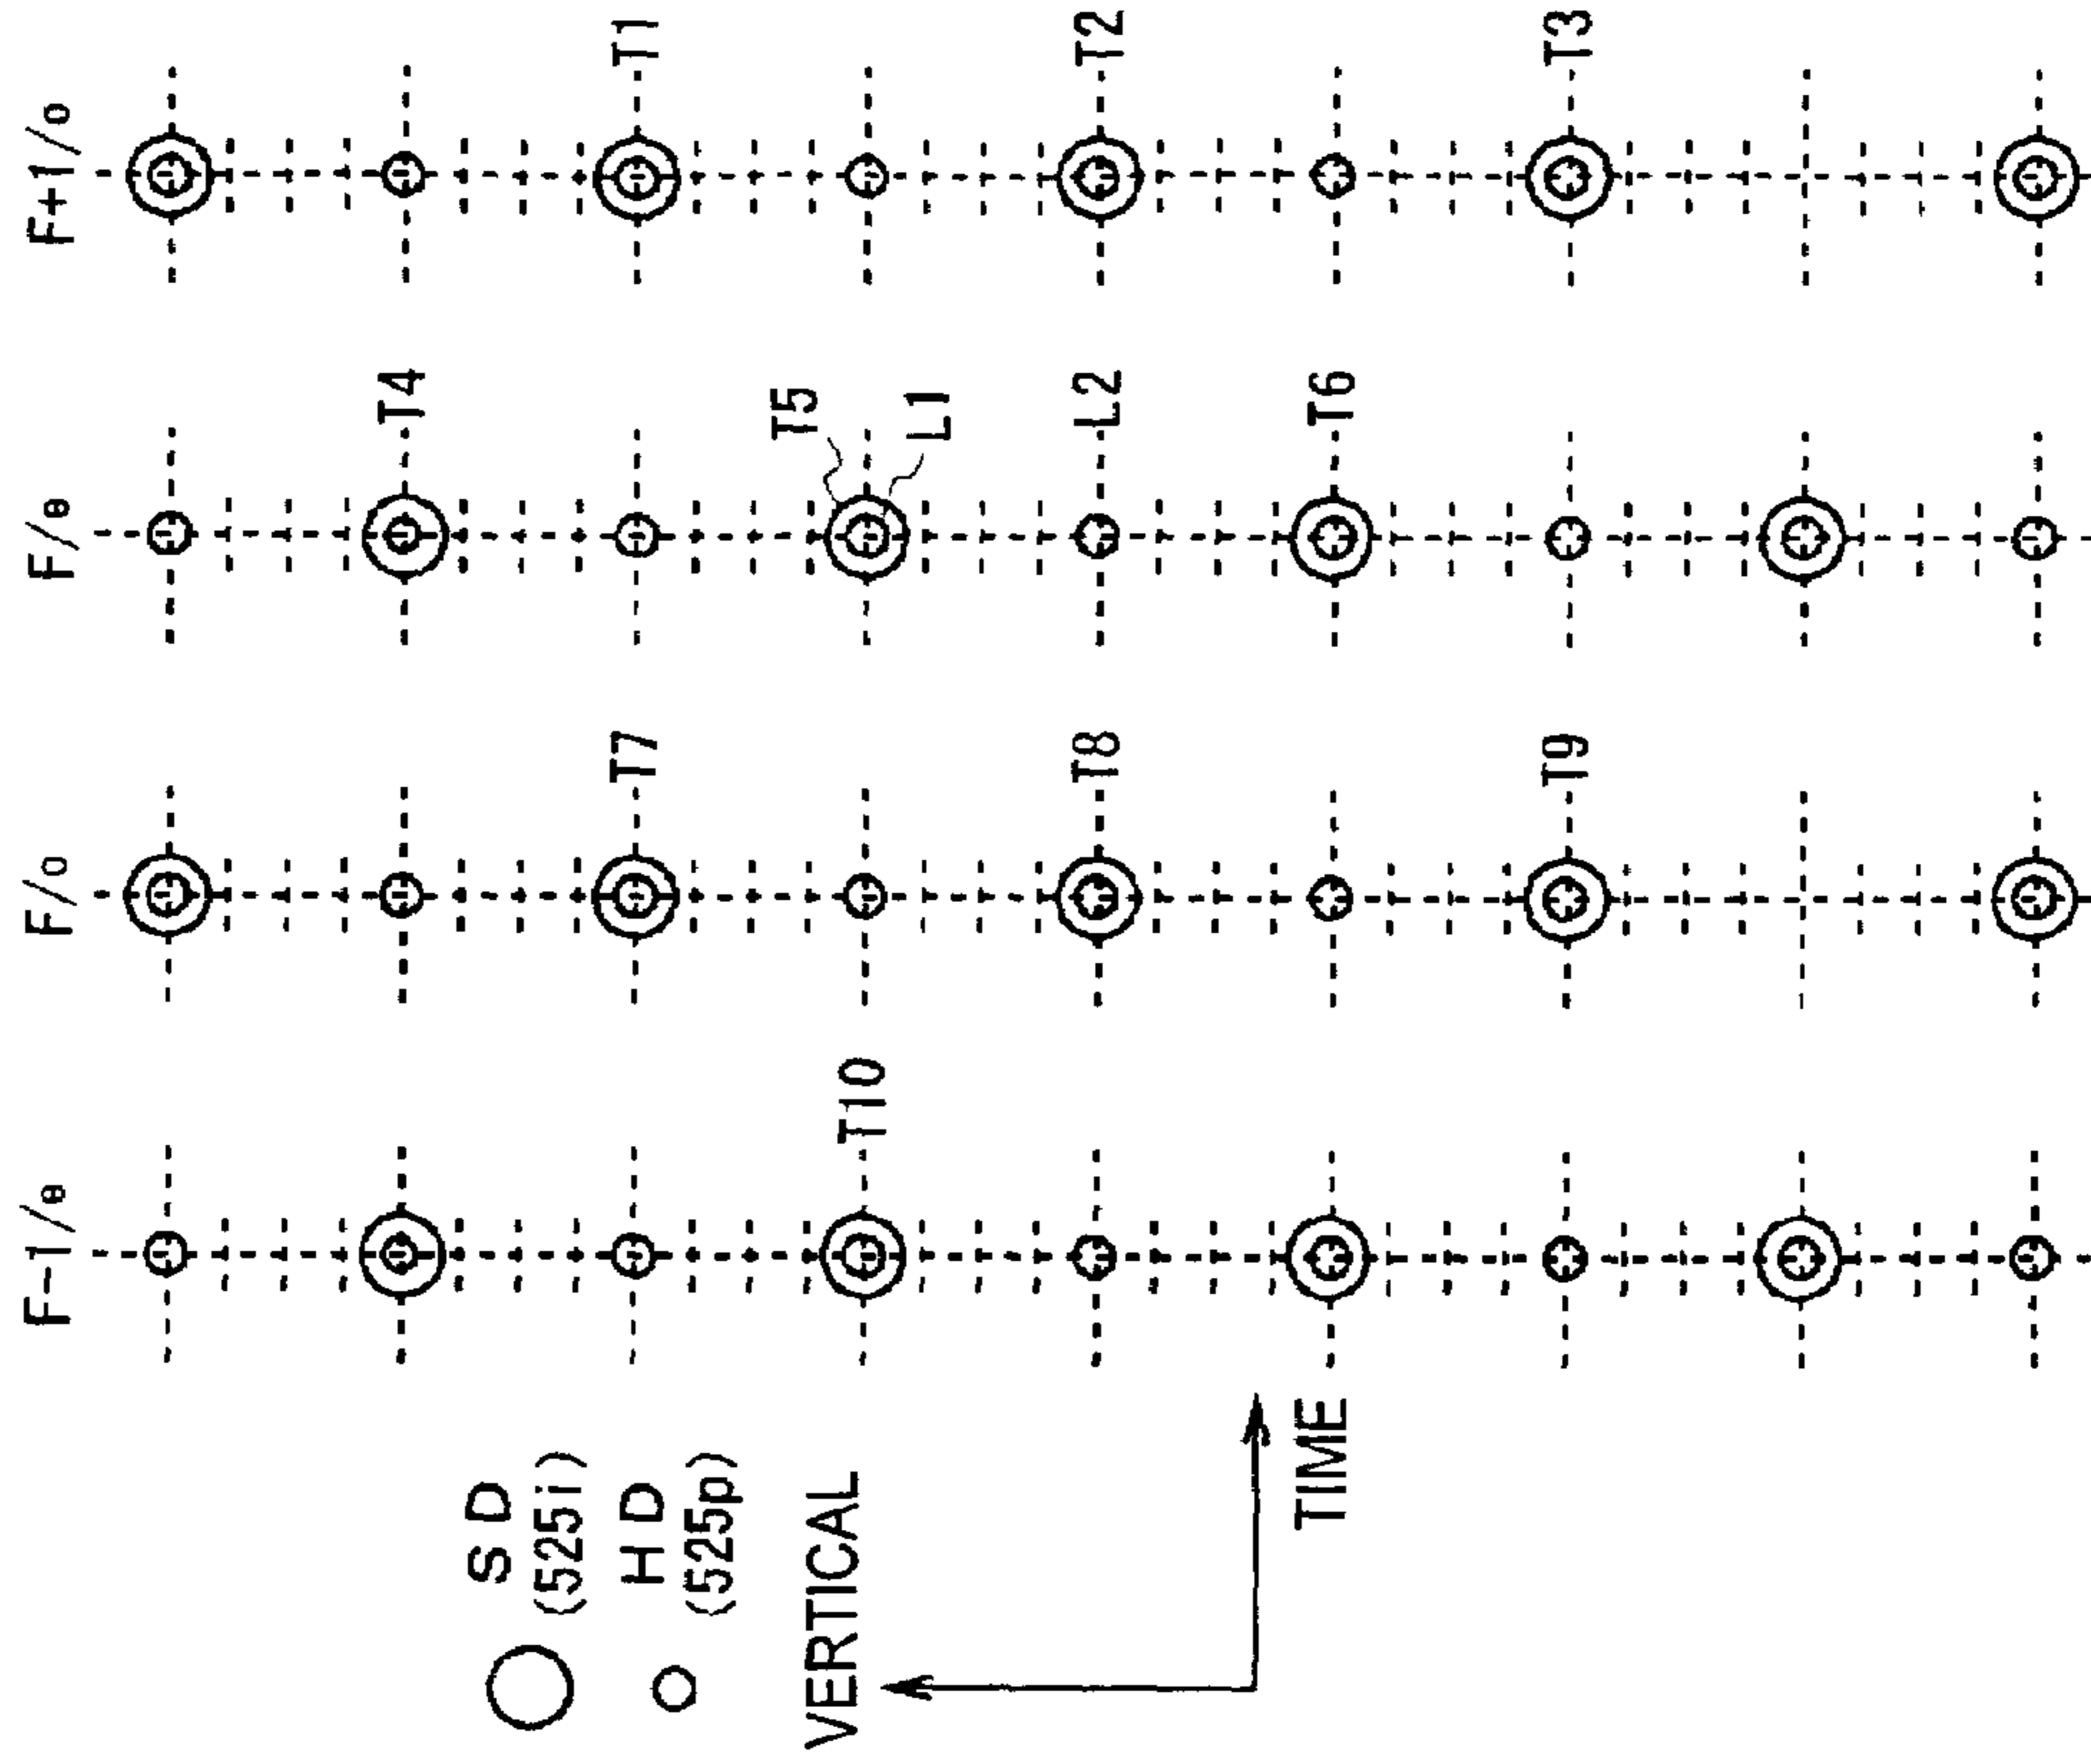 F-1/e
F/o
F/e
F+1/o
SD
(525i)
HD
(525p)
VERTICAL
TIME
T10
T7
T8
T9
T4
T5
L1
L2
T6
T1
T2
T3